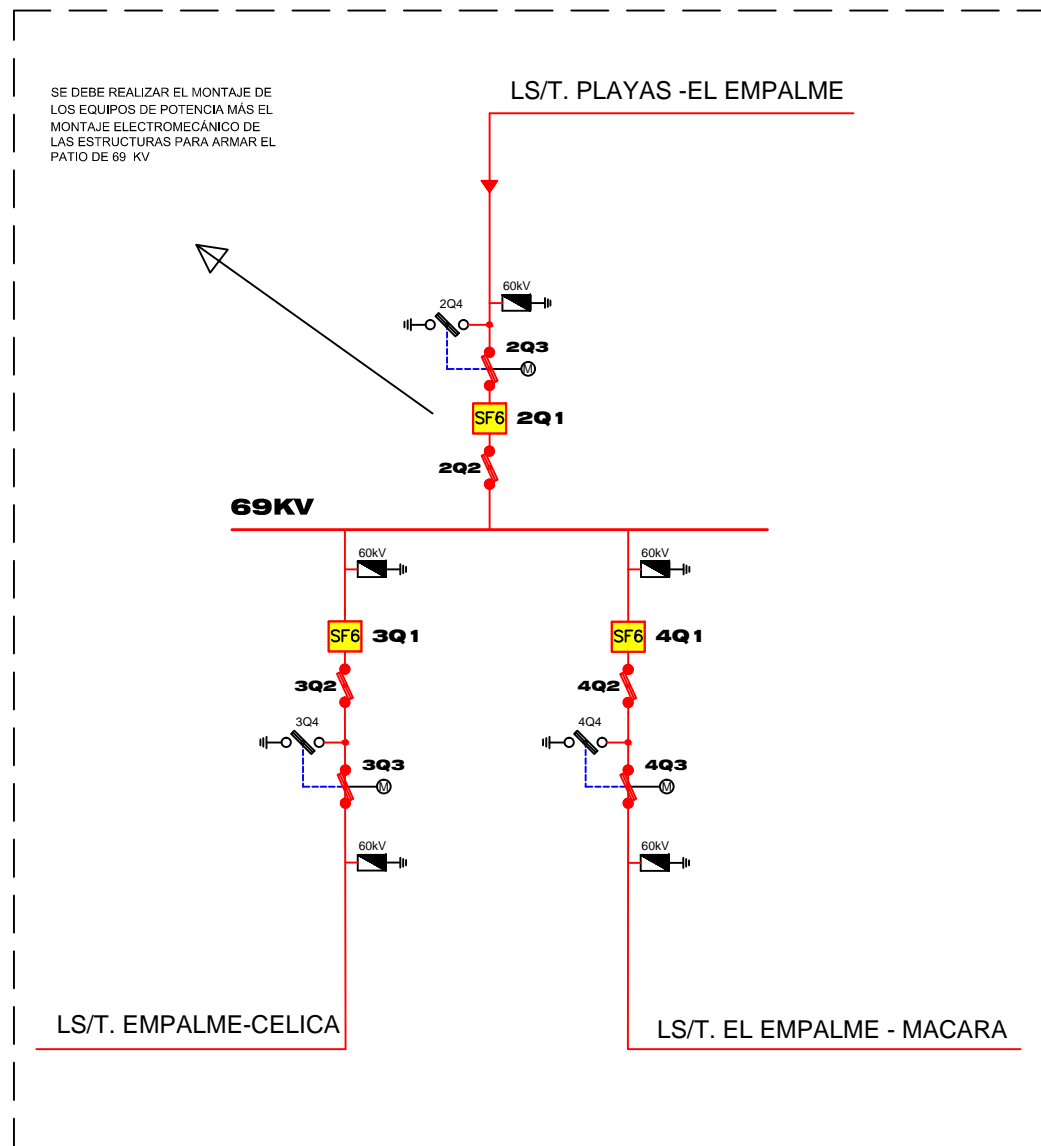 SE DEBE REALIZAR EL MONTAJE DE
LOS EQUIPOS DE POTENCIA MÁS EL
MONTAJE ELECTROMECÁNICO DE
LAS ESTRUCTURAS PARA ARMAR EL
PATIO DE 69 KV
LS/T. PLAYAS -EL EMPALME
60kV
2Q4
2Q3
M
SF6 2Q1
2Q2
69KV
60kV
60kV
SF6 3Q1
SF6 4Q1
3Q2
4Q2
3Q4
4Q4
3Q3
M
4Q3
M
60kV
60kV
LS/T. EMPALME-CELICA
LS/T. EL EMPALME - MACARA